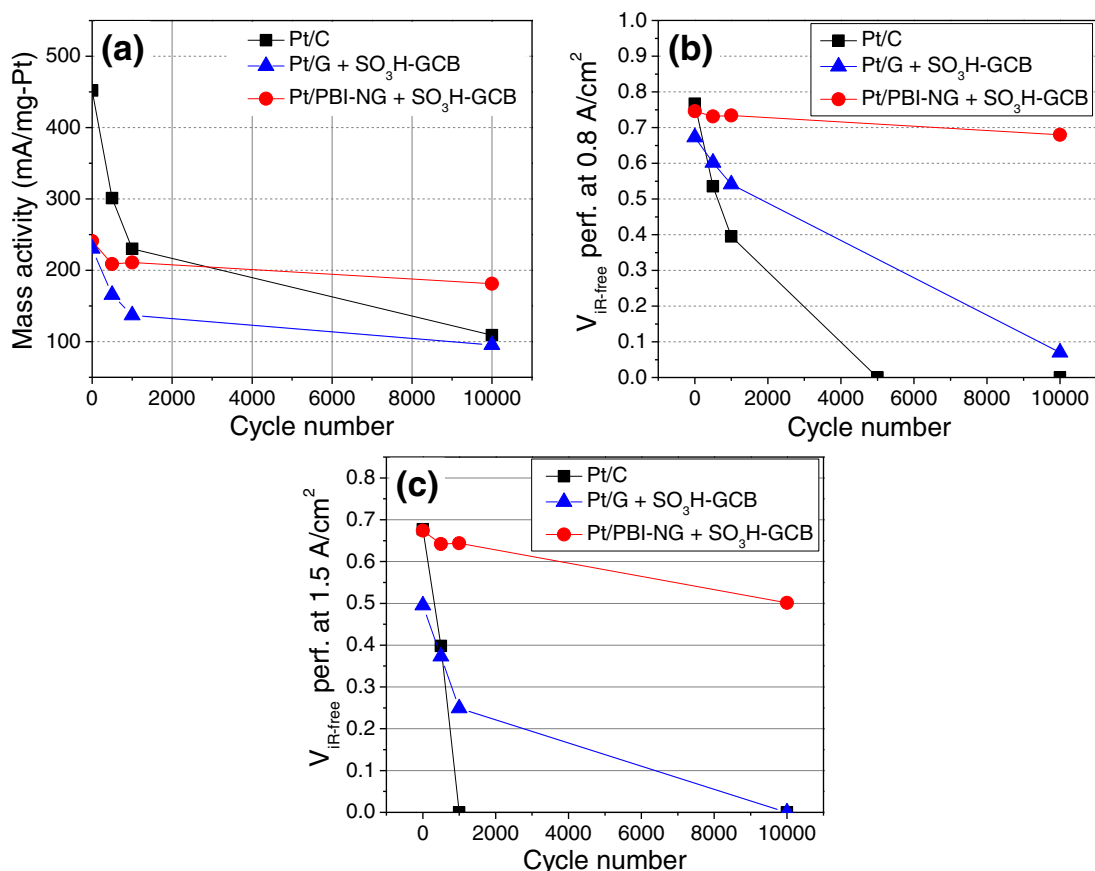 (a)
Pt/C
Pt/G + SO3H-GCB
Pt/PBI-NG + SO3H-GCB
Mass activity (mA/mg-Pt)
500
400
300
200
100
0 2000 4000 6000 8000 10000
Cycle number
(b)
Pt/C
Pt/G + SO3H-GCB
Pt/PBI-NG + SO3H-GCB
ViR-free perf. at 0.8 A/cm2
1.0
0.9
0.8
0.7
0.6
0.5
0.4
0.3
0.2
0.1
0.0
0 2000 4000 6000 8000 10000
Cycle number
(c)
Pt/C
Pt/G + SO3H-GCB
Pt/PBI-NG + SO3H-GCB
ViR-free perf. at 1.5 A/cm2
0.8
0.7
0.6
0.5
0.4
0.3
0.2
0.1
0.0
0 2000 4000 6000 8000 10000
Cycle number